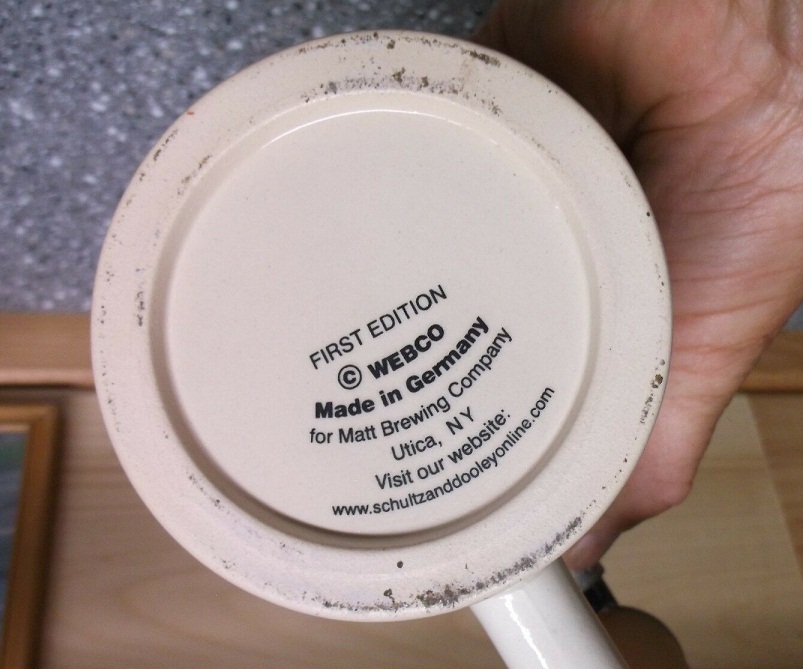 FIRST EDITION
© WEBCO
Made in Germany
for Matt Brewing Company
Utica, NY
Visit our website:
www.schultzanddooleyonline.com